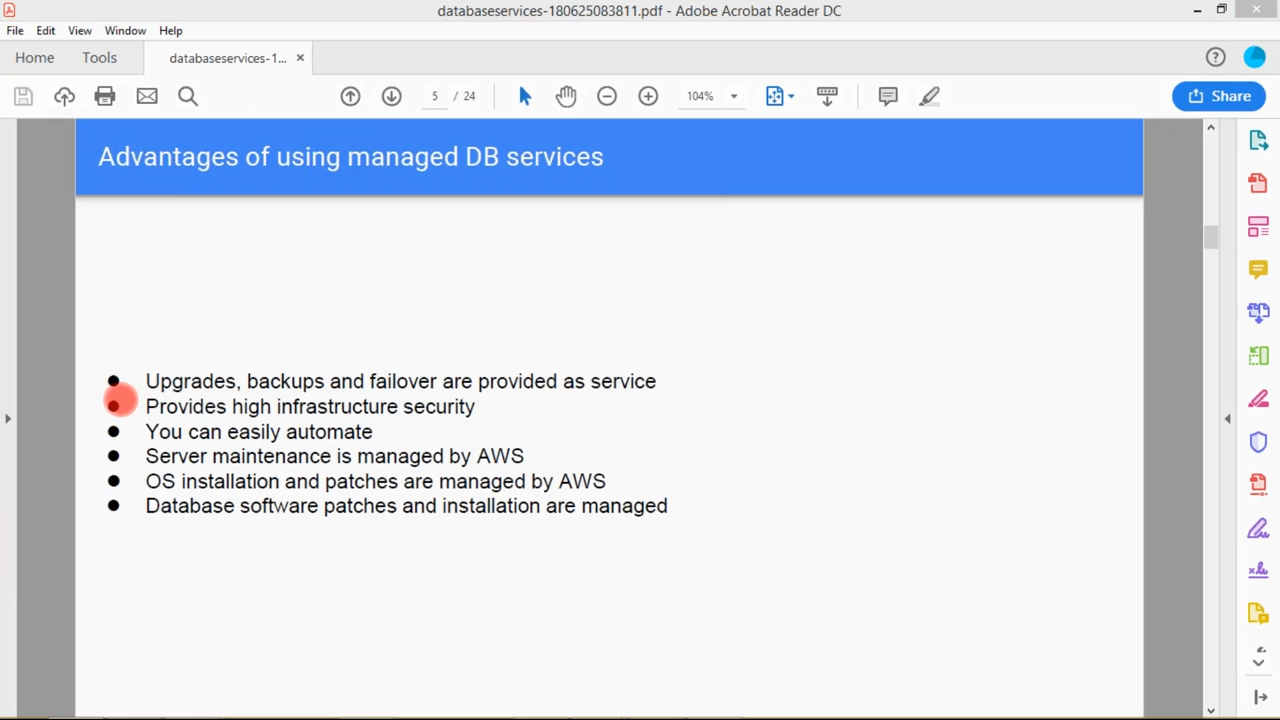 databaseservices-180625083811.pdf - Adobe Acrobat Reader DC
File Edit View Window Help
Home Tools databaseservices-1...
5 / 24 104% Share
Advantages of using managed DB services
● Upgrades, backups and failover are provided as service
● Provides high infrastructure security
● You can easily automate
● Server maintenance is managed by AWS
● OS installation and patches are managed by AWS
● Database software patches and installation are managed